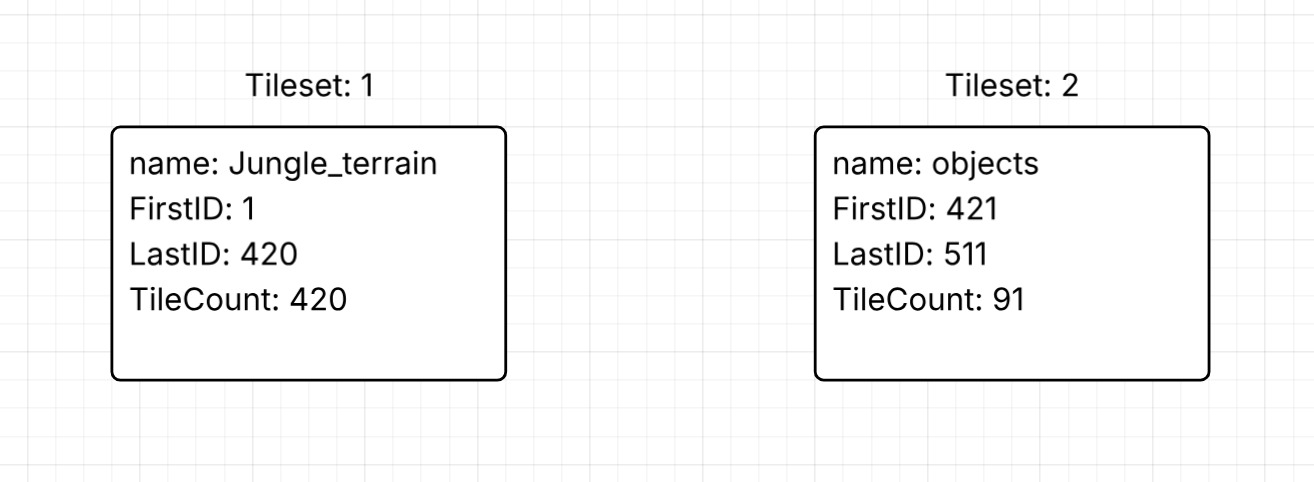 Tileset: 1
name: Jungle_terrain
FirstID: 1
LastID: 420
TileCount: 420
Tileset: 2
name: objects
FirstID: 421
LastID: 511
TileCount: 91